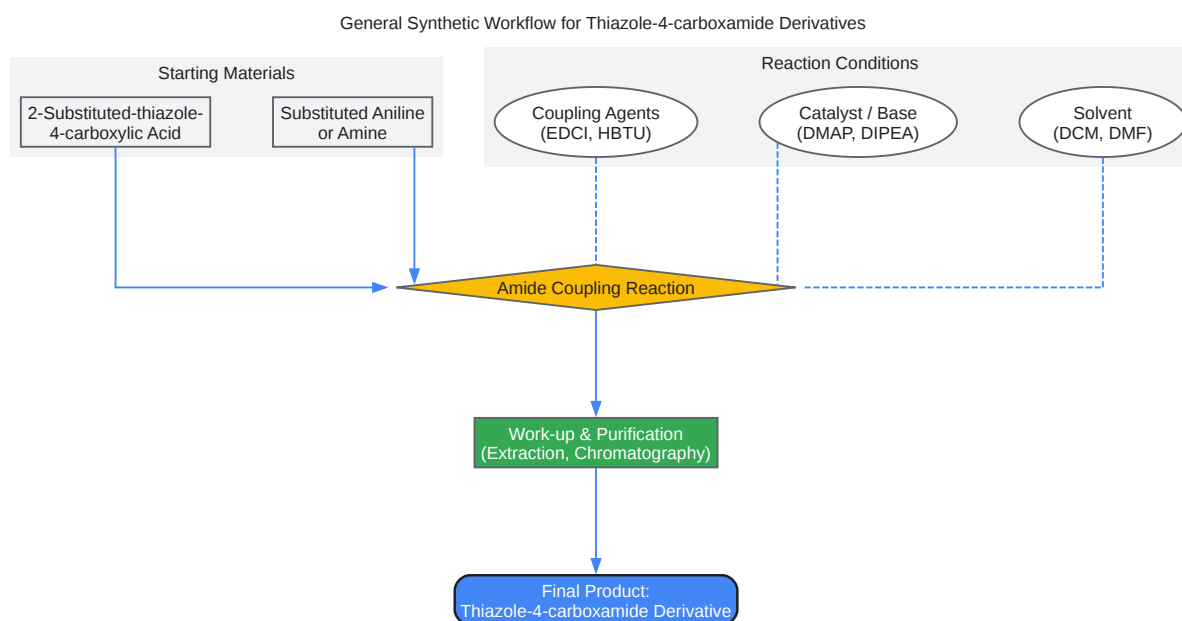 General Synthetic Workflow for Thiazole-4-carboxamide Derivatives
Starting Materials
2-Substituted-thiazole-
4-carboxylic Acid
Substituted Aniline
or Amine
Reaction Conditions
Coupling Agents
(EDCI, HBTU)
Catalyst / Base
(DMAP, DIPEA)
Solvent
(DCM, DMF)
Amide Coupling Reaction
Work-up & Purification
(Extraction, Chromatography)
Final Product:
Thiazole-4-carboxamide Derivative